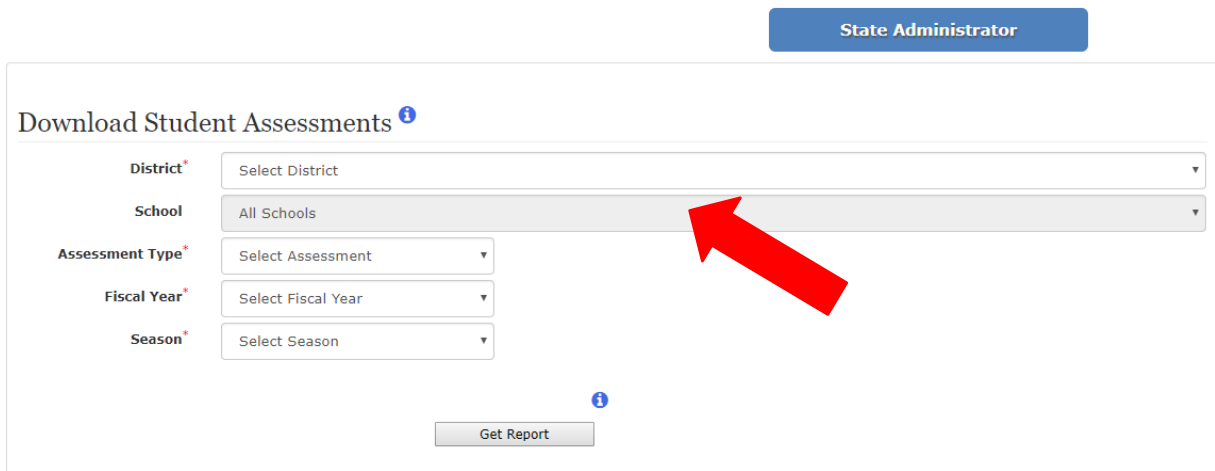 State Administrator
Download Student Assessments
District* Select District
School All Schools
Assessment Type* Select Assessment
Fiscal Year* Select Fiscal Year
Season* Select Season
Get Report